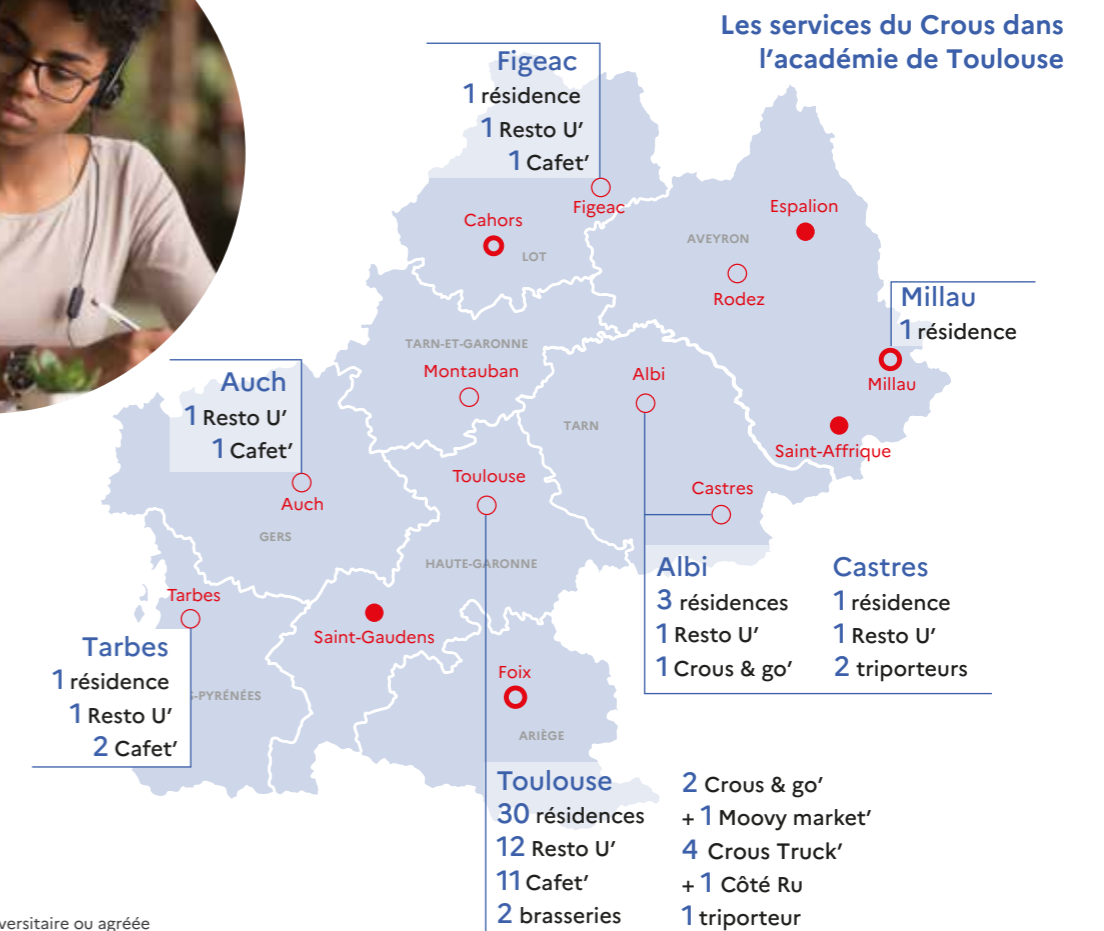 Les services du Crous dans
l'académie de Toulouse
Figeac
1 résidence
1 Resto U'
1 Cafet'
Figeac
Cahors
LOT
Espalion
AVEYRON
Rodez
Millau
1 résidence
Millau
Saint-Affrique
TARN-ET-GARONNE
Montauban
Albi
TARN
Castres
Auch
1 Resto U'
1 Cafet'
Auch
GERS
Toulouse
HAUTE-GARONNE
Albi
3 résidences
1 Resto U'
1 Crous & go'
Castres
1 résidence
1 Resto U'
2 triporteurs
Tarbes
Saint-Gaudens
Tarbes
1 résidence
1 Resto U'
2 Cafet'
S-PYRÉNÉES
Foix
ARIÈGE
Toulouse
30 résidences
12 Resto U'
11 Cafet'
2 brasseries
2 Crous & go'
+ 1 Moovy market'
4 Crous Truck'
+ 1 Côté Ru
1 triporteur
versitaire ou agréée